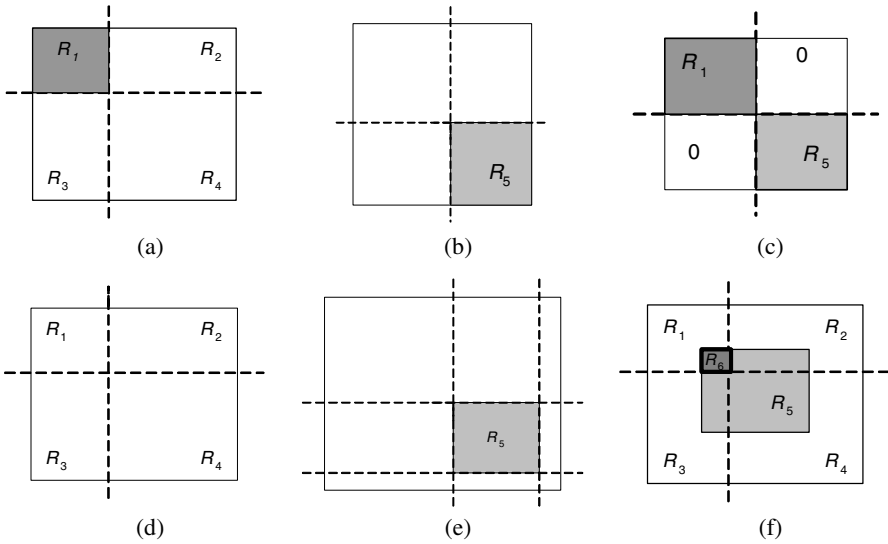 R₁ R₂
R₃ R₄
(a)
R₅
(b)
R₁ 0
0 R₅
(c)
R₁ R₂
R₃ R₄
(d)
R₅
(e)
R₁ R₂
R₆
R₅
R₃ R₄
(f)